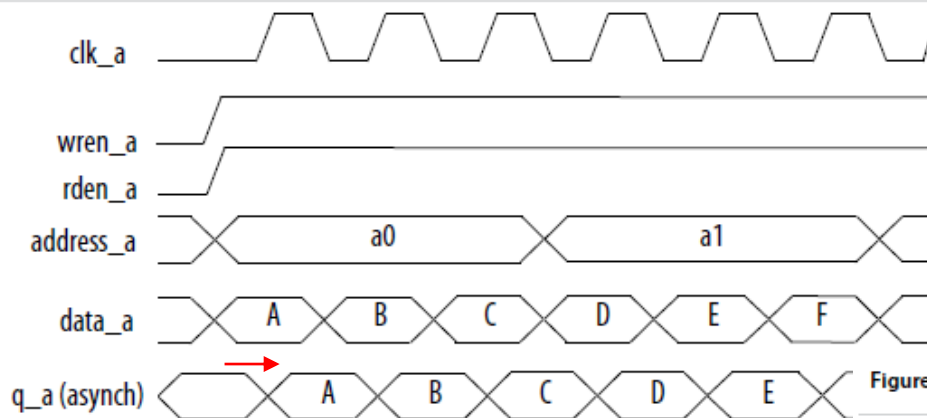 clk_a
wren_a
rden_a
address_a a0 a1
data_a A B C D E F
q_a (asynch) A B C D E Figure